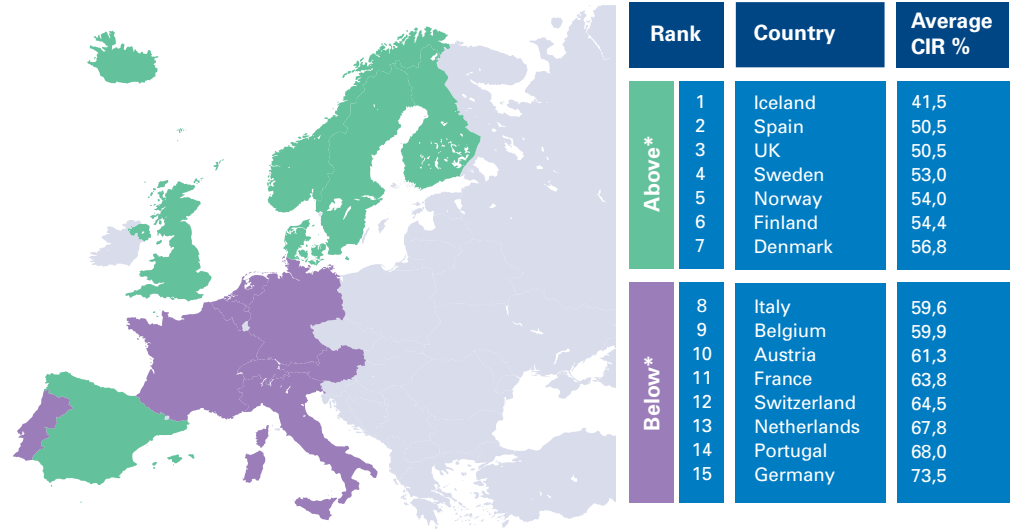 Rank Country Average CIR %
Above*
1 Iceland 41,5
2 Spain 50,5
3 UK 50,5
4 Sweden 53,0
5 Norway 54,0
6 Finland 54,4
7 Denmark 56,8
Below*
8 Italy 59,6
9 Belgium 59,9
10 Austria 61,3
11 France 63,8
12 Switzerland 64,5
13 Netherlands 67,8
14 Portugal 68,0
15 Germany 73,5